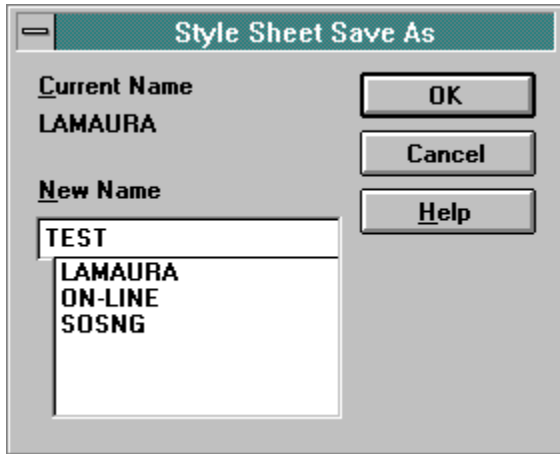 Style Sheet Save As
Current Name
LAMAURA
New Name
TEST
LAMAURA
ON-LINE
SOSNG
OK
Cancel
Help